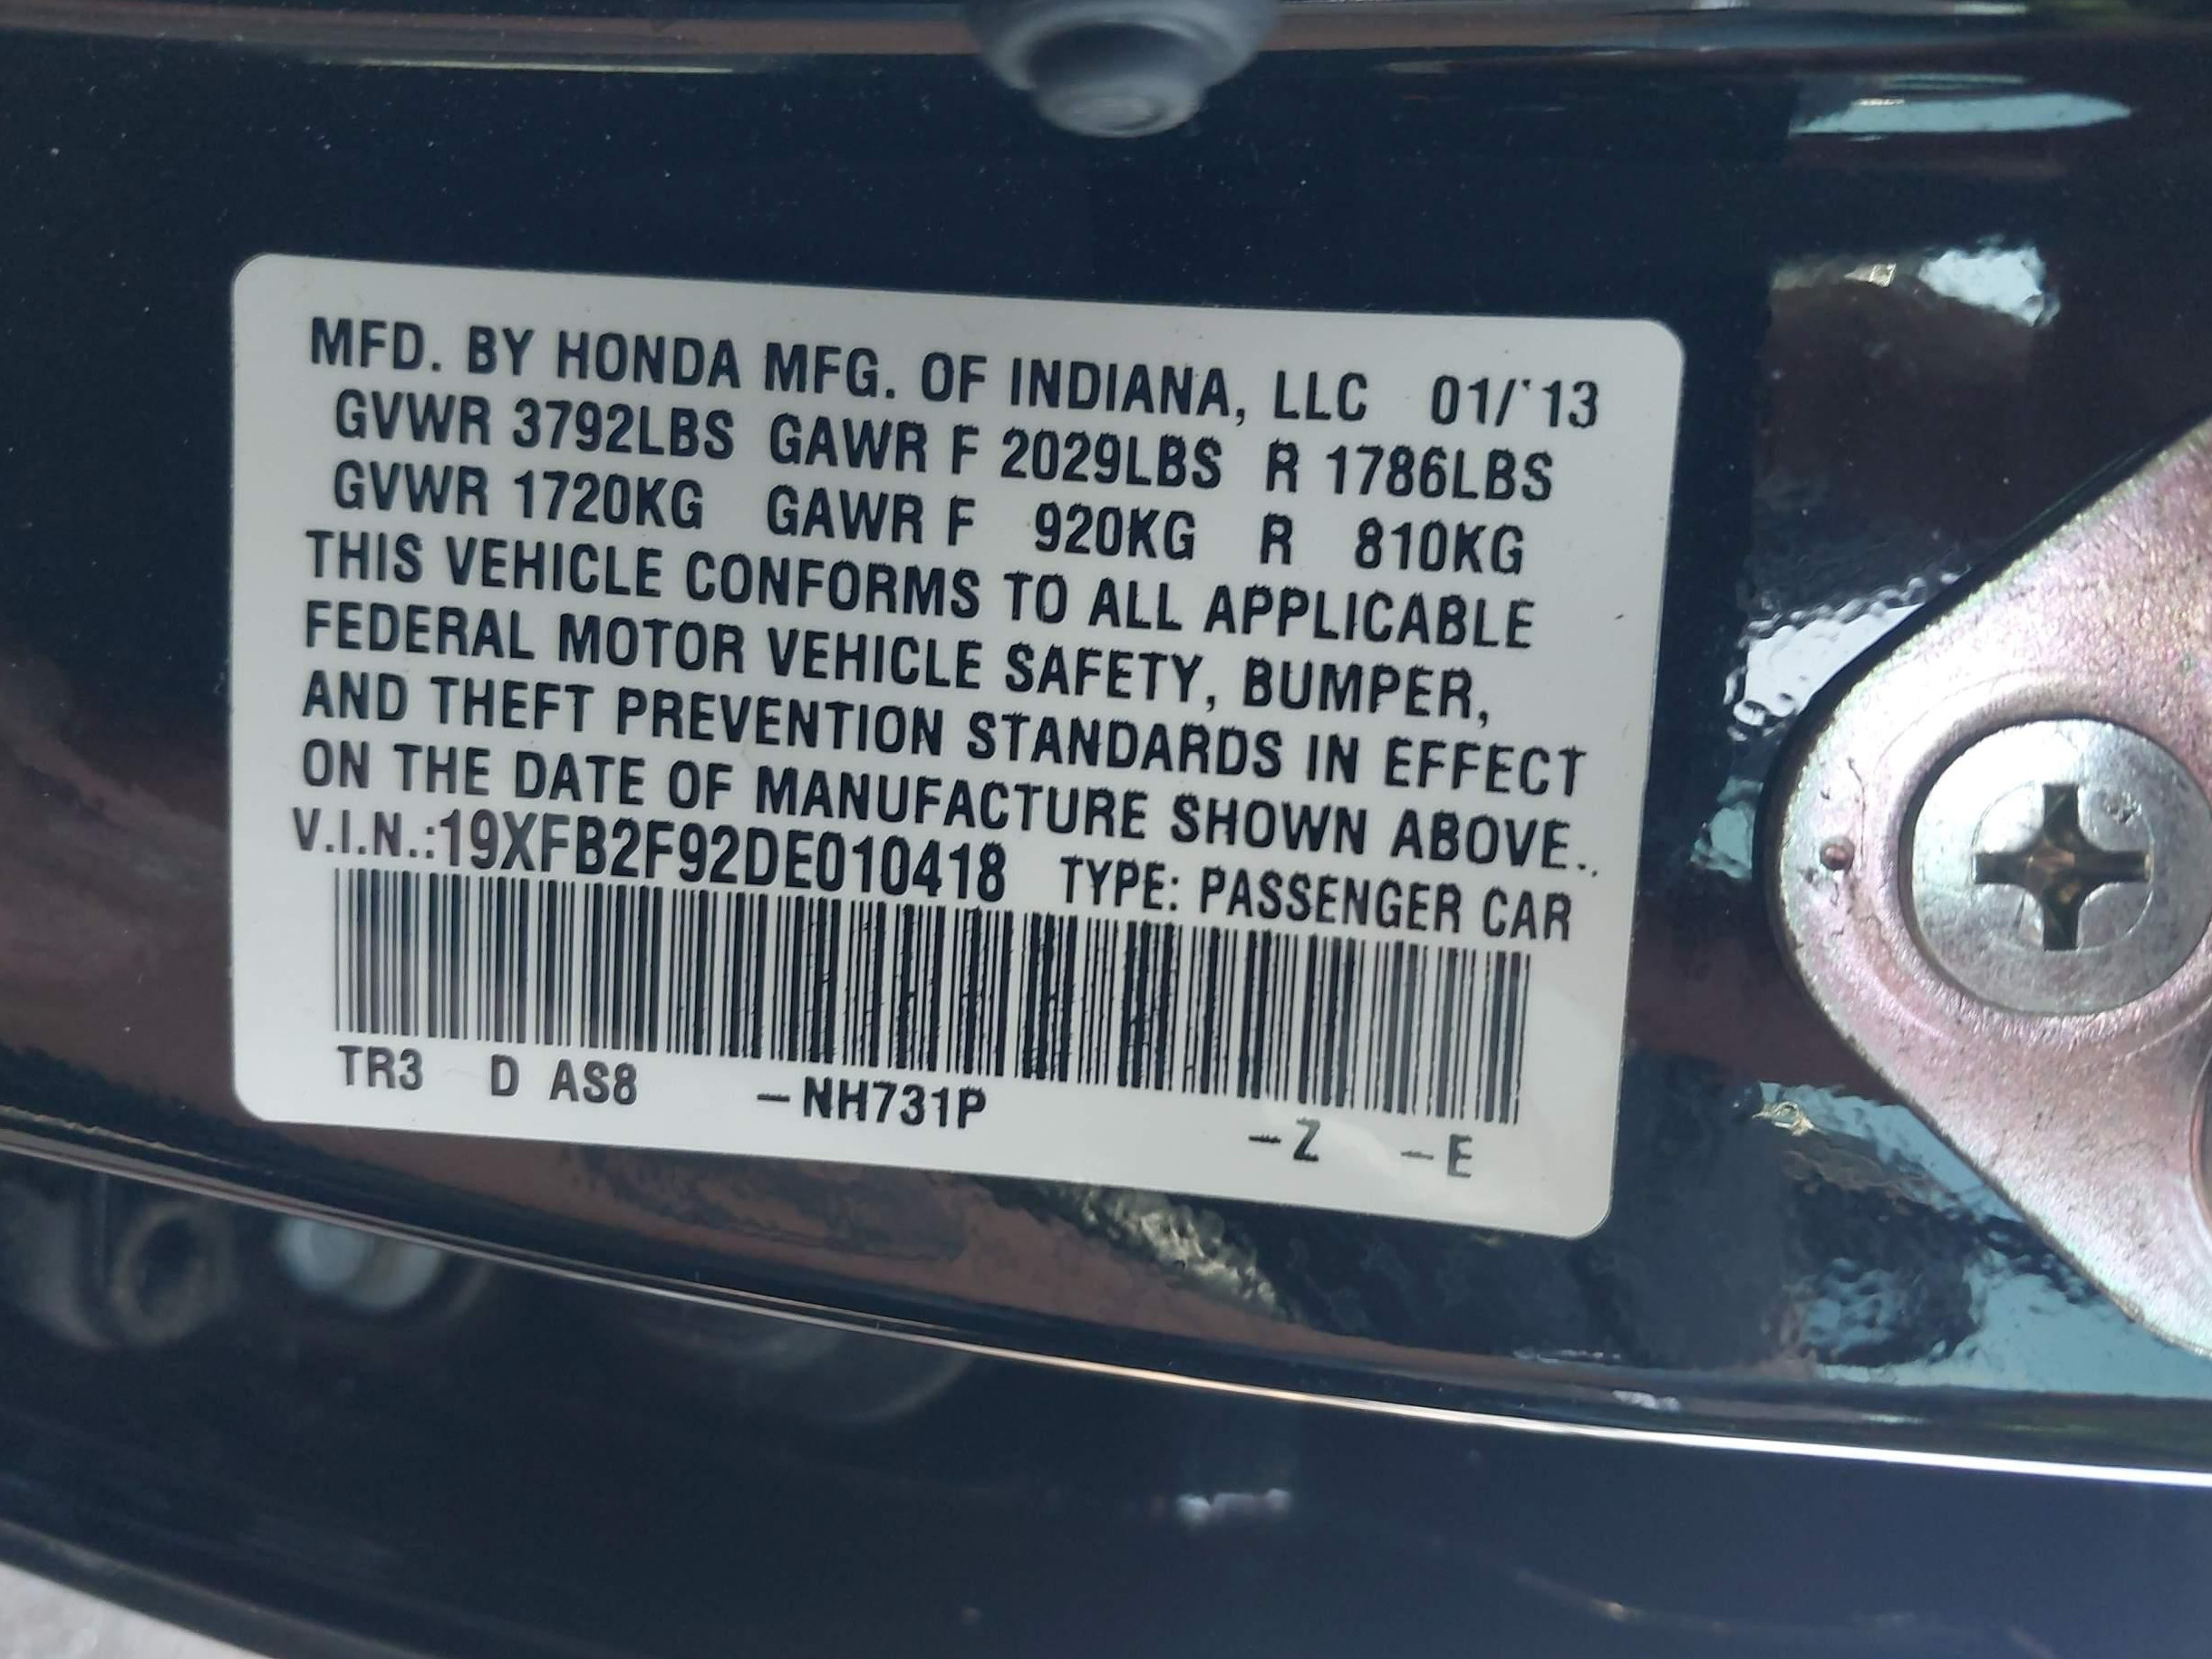 MFD. BY HONDA MFG. OF INDIANA, LLC 01/'13
GVWR 3792LBS GAWR F 2029LBS R 1786LBS
GVWR 1720KG GAWR F 920KG R 810KG
THIS VEHICLE CONFORMS TO ALL APPLICABLE
FEDERAL MOTOR VEHICLE SAFETY, BUMPER,
AND THEFT PREVENTION STANDARDS IN EFFECT
ON THE DATE OF MANUFACTURE SHOWN ABOVE..
V.I.N.:19XFB2F92DE010418 TYPE: PASSENGER CAR
TR3 D AS8 –NH731P –Z –E